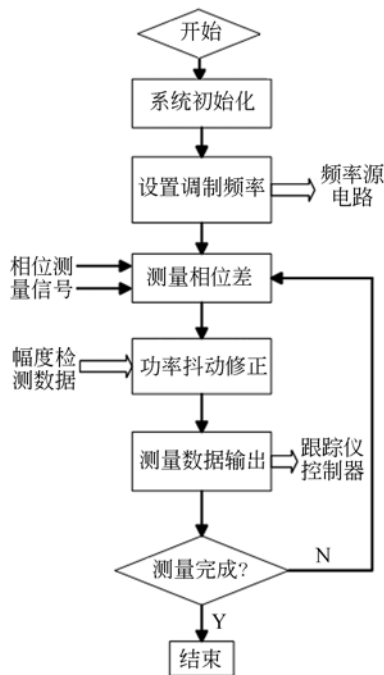 开始
系统初始化
设置调制频率
频率源
电路
相位测
量信号
测量相位差
幅度检
测数据
功率抖动修正
测量数据输出
跟踪仪
控制器
测量完成?
N
Y
结束